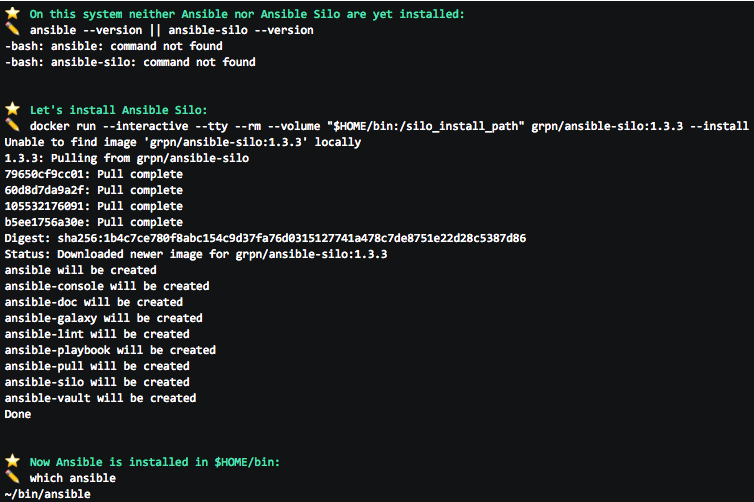 On this system neither Ansible nor Ansible Silo are yet installed:
ansible --version || ansible-silo --version
-bash: ansible: command not found
-bash: ansible-silo: command not found
Let's install Ansible Silo:
docker run --interactive --tty --rm --volume "$HOME/bin:/silo_install_path" grpn/ansible-silo:1.3.3 --install
Unable to find image 'grpn/ansible-silo:1.3.3' locally
1.3.3: Pulling from grpn/ansible-silo
79650cf9cc01: Pull complete
60d8d7da9a2f: Pull complete
105532176091: Pull complete
b5ee1756a30e: Pull complete
Digest: sha256:1b4c7ce780f8abc154c9d37fa76d0315127741a478c7de8751e22d28c5387d86
Status: Downloaded newer image for grpn/ansible-silo:1.3.3
ansible will be created
ansible-console will be created
ansible-doc will be created
ansible-galaxy will be created
ansible-lint will be created
ansible-playbook will be created
ansible-pull will be created
ansible-silo will be created
ansible-vault will be created
Done
Now Ansible is installed in $HOME/bin:
which ansible
~/bin/ansible